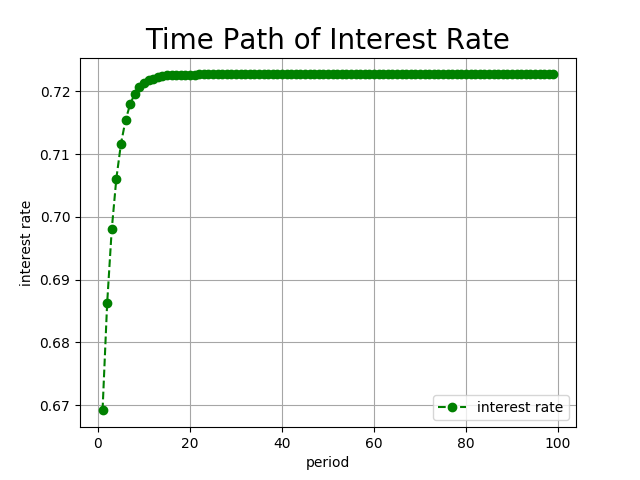 Time Path of Interest Rate
0.72
0.71
0.70
0.69
0.68
0.67
interest rate
interest rate
0 20 40 60 80 100
period